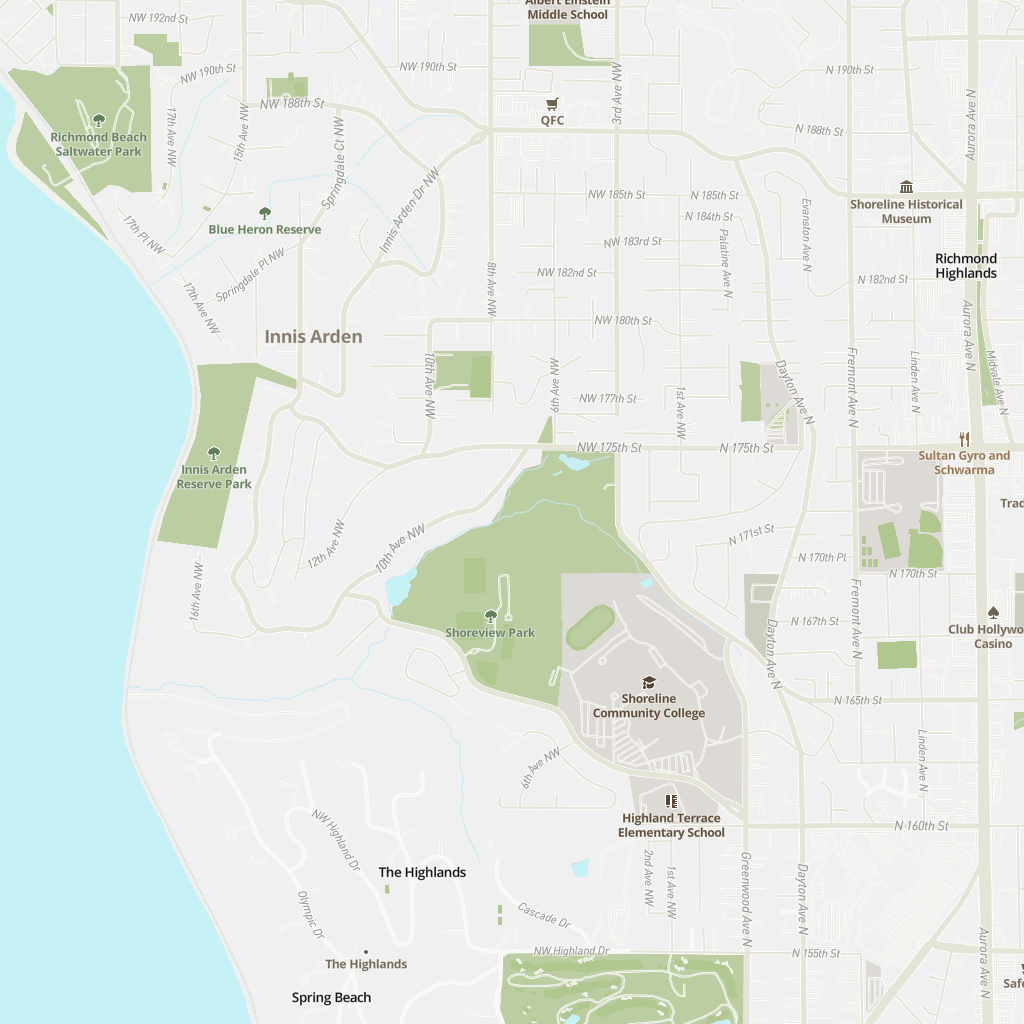 Albert Einstein
Middle School
NW 192nd St
NW 190th St
NW 190th St
N 190th St
3rd Ave NW
Aurora Ave N
NW 188th St
QFC
N 188th St
Richmond Beach
Saltwater Park
17th Ave NW
15th Ave NW
Springdale Ct NW
Innis Arden Dr NW
NW 185th St
N 185th St
Shoreline Historical
Museum
Evanston Ave N
17th Pl NW
Blue Heron Reserve
N 184th St
NW 183rd St
Palatine Ave N
Richmond
Highlands
Springdale Pl NW
8th Ave NW
NW 182nd St
N 182nd St
17th Ave NW
Aurora Ave N
Innis Arden
NW 180th St
10th Ave NW
6th Ave NW
1st Ave NW
Dayton Ave N
Fremont Ave N
Linden Ave N
Midvale Ave N
NW 177th St
NW 175th St
N 175th St
Sultan Gyro and
Schwarma
Innis Arden
Reserve Park
12th Ave NW
10th Ave NW
N 171st St
N 170th Pl
N 170th St
16th Ave NW
Fremont Ave N
Shoreview Park
N 167th St
Club Hollywo
Casino
Dayton Ave N
Shoreline
Community College
N 165th St
Linden Ave N
6th Ave NW
Highland Terrace
Elementary School
N 160th St
NW Highland Dr
The Highlands
2nd Ave NW
1st Ave NW
Greenwood Ave N
Dayton Ave N
Olympic Dr
Cascade Dr
NW Highland Dr
N 155th St
Aurora Ave N
The Highlands
Spring Beach